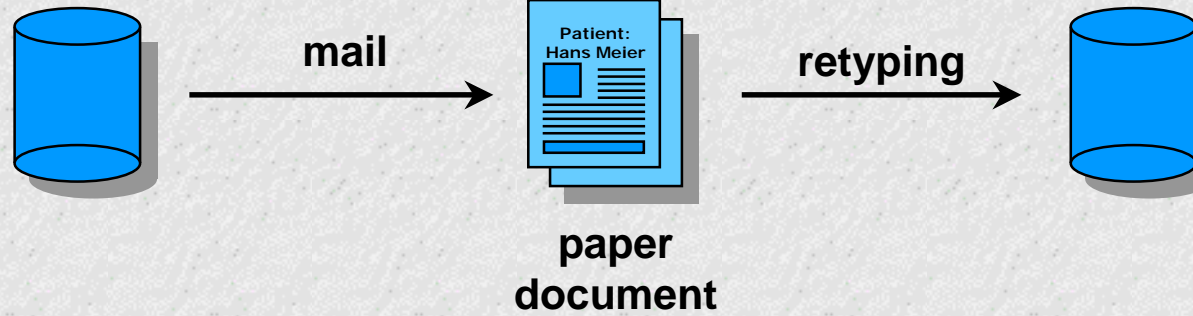 mail
Patient:
Hans Meier
retyping
paper
document